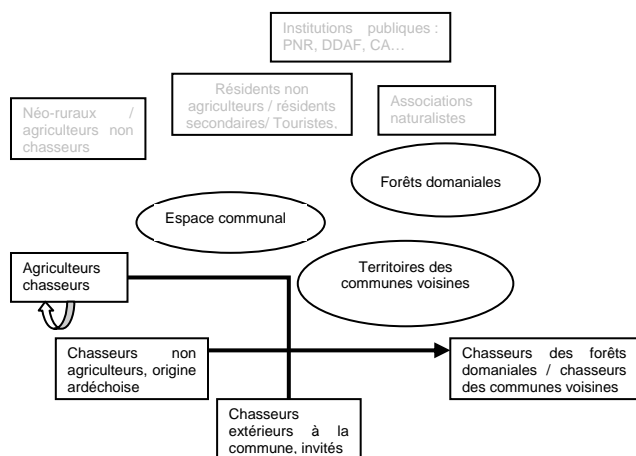 Institutions publiques :
PNR, DDAF, CA…
Résidents non
agriculteurs / résidents
secondaires/ Touristes,
Associations
naturalistes
Néo-ruraux /
agriculteurs non
chasseurs
Forêts domaniales
Espace communal
Agriculteurs
chasseurs
Territoires des
communes voisines
Chasseurs non
agriculteurs, origine
ardéchoise
Chasseurs des forêts
domaniales / chasseurs
des communes voisines
Chasseurs
extérieurs à la
commune, invités